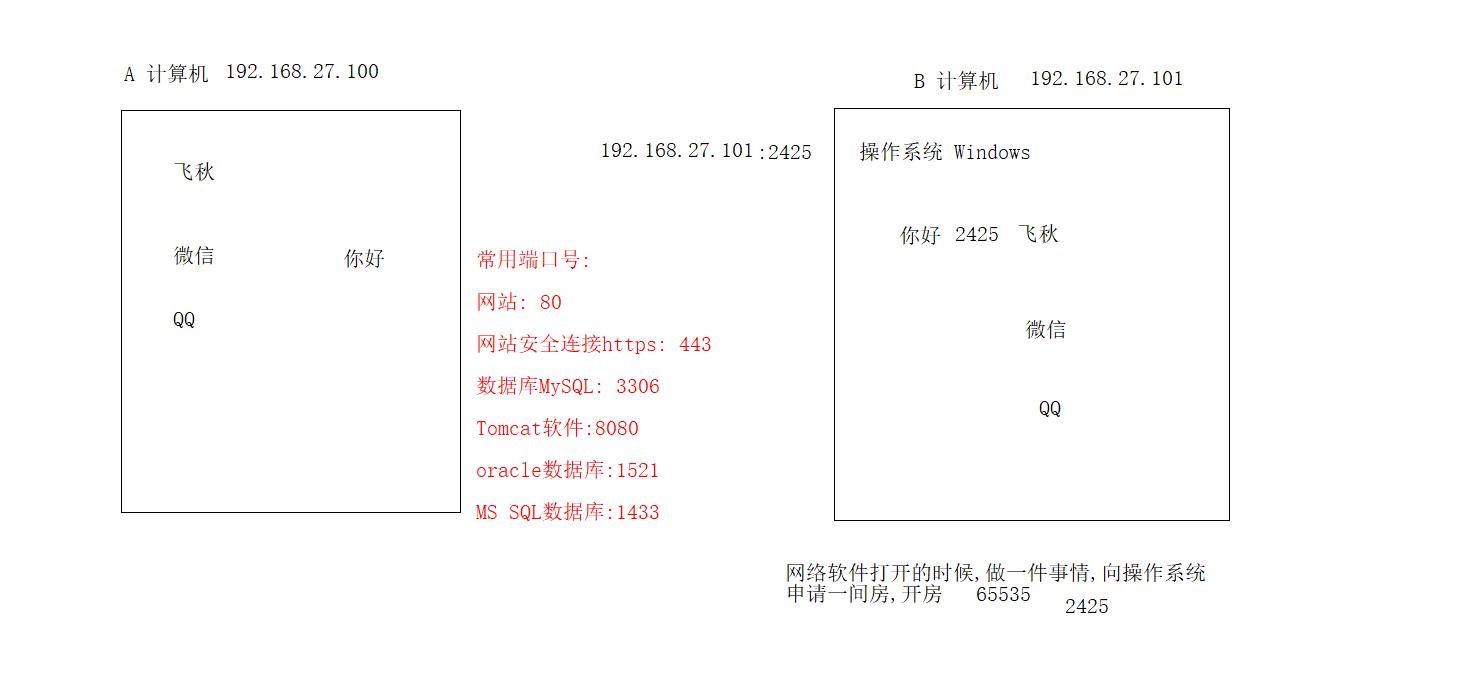 A 计算机 192.168.27.100
飞秋
微信
你好
QQ
192.168.27.101:2425
常用端口号:
网站: 80
网站安全连接https: 443
数据库MySQL: 3306
Tomcat软件:8080
oracle数据库:1521
MS SQL数据库:1433
B 计算机 192.168.27.101
操作系统 Windows
你好 2425 飞秋
微信
QQ
网络软件打开的时候,做一件事情,向操作系统
申请一间房,开房 65535
2425